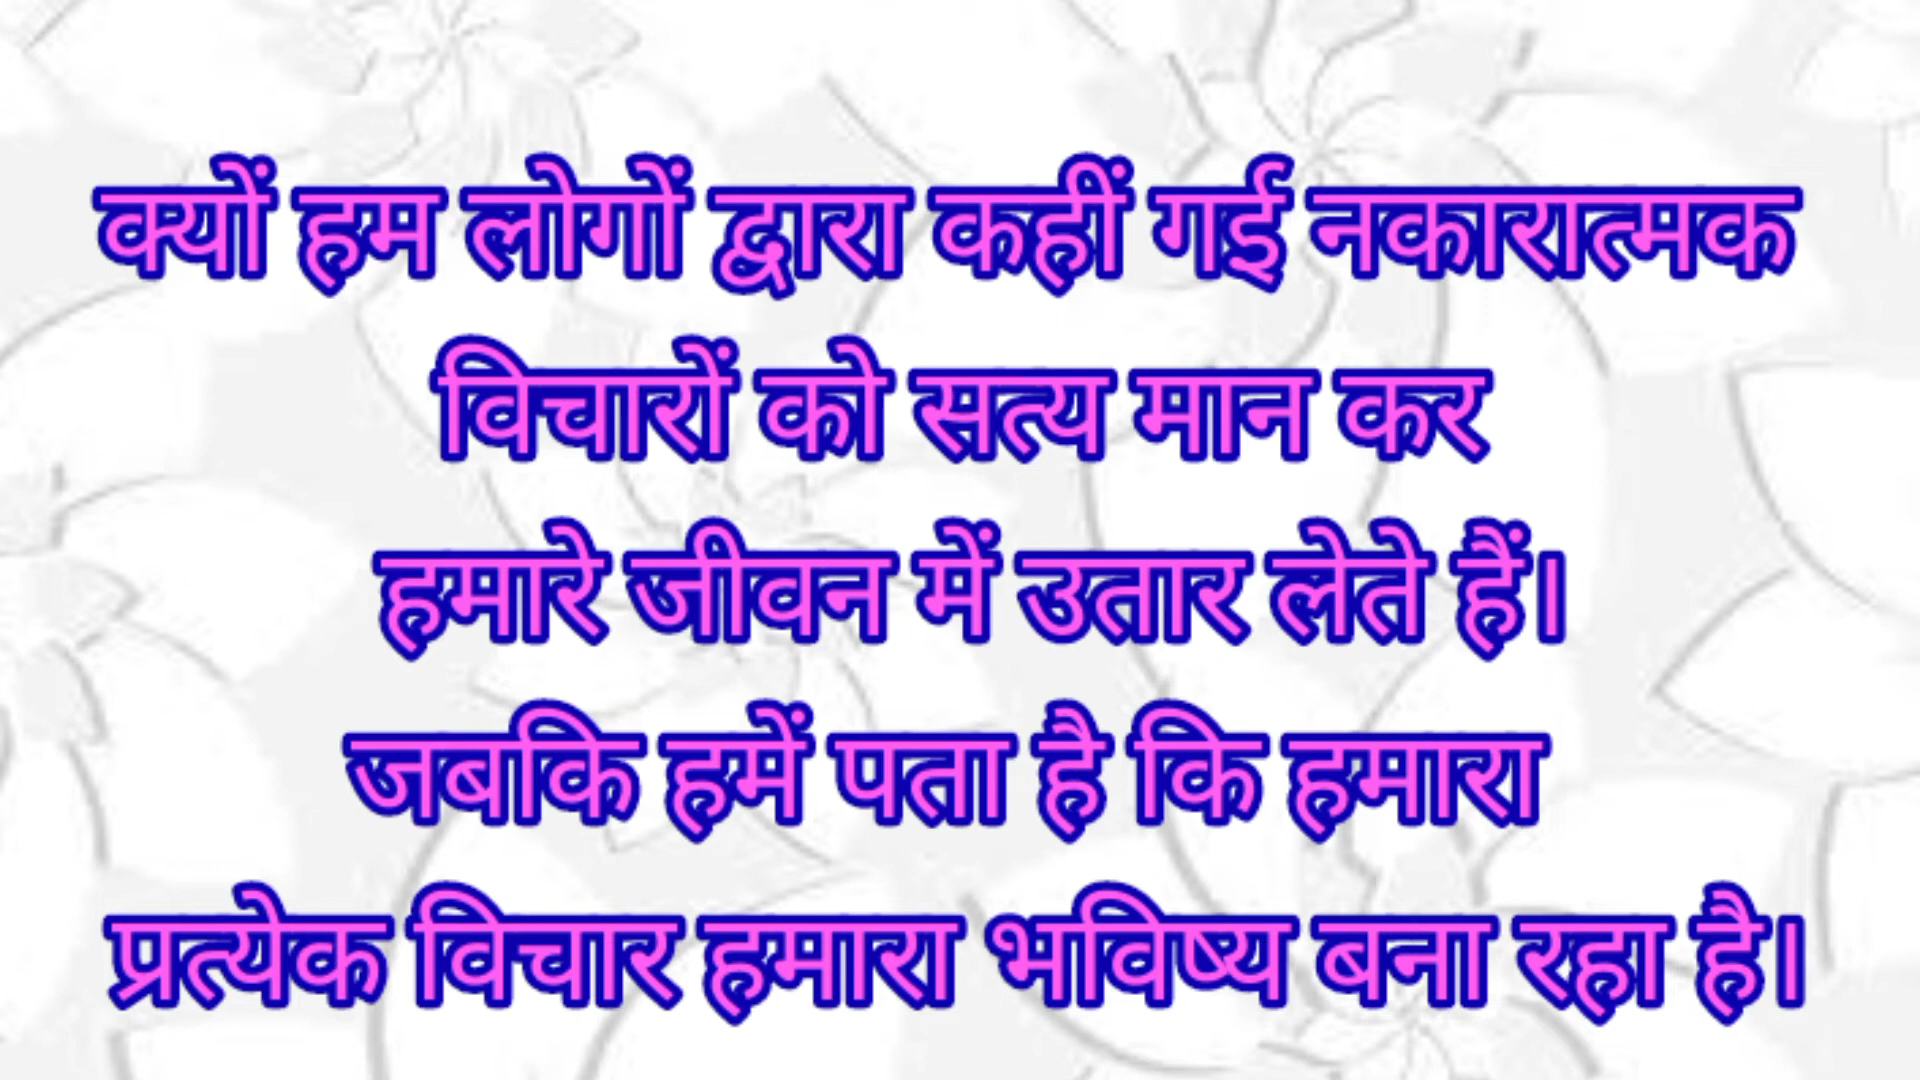 क्यों हम लोगों द्वारा कहीं गई नकारात्मक
विचारों को सत्य मान कर
हमारे जीवन में उतार लेते हैं।
जबकि हमें पता है कि हमारा
प्रत्येक विचार हमारा भविष्य बना रहा है।